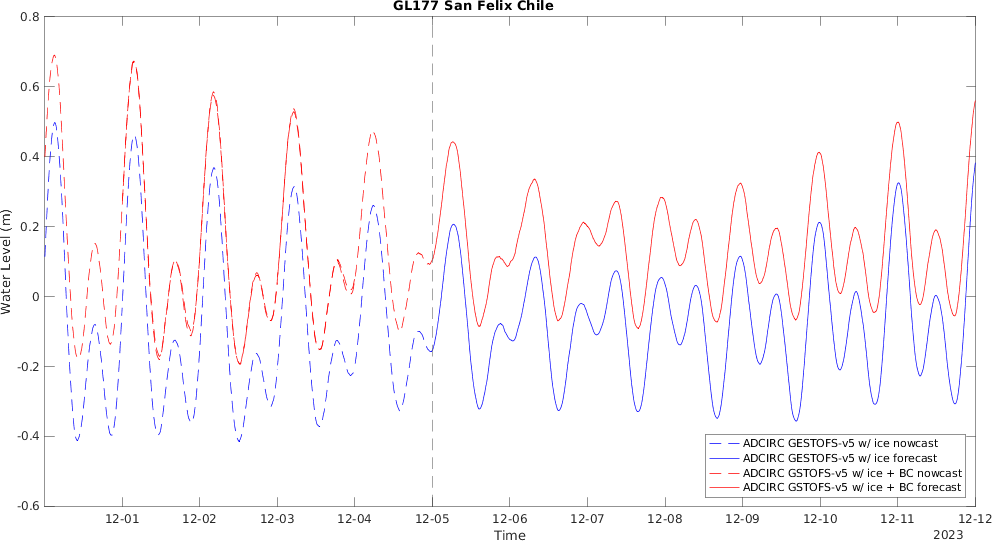 GL177 San Felix Chile
Water Level (m)
0.8
0.6
0.4
0.2
0
-0.2
-0.4
-0.6
ADCIRC GESTOFS-v5 w/ ice nowcast
ADCIRC GESTOFS-v5 w/ ice forecast
ADCIRC GSTOFS-v5 w/ ice + BC nowcast
ADCIRC GSTOFS-v5 w/ ice + BC forecast
12-01 12-02 12-03 12-04 12-05 12-06 12-07 12-08 12-09 12-10 12-11 12-12
Time
2023